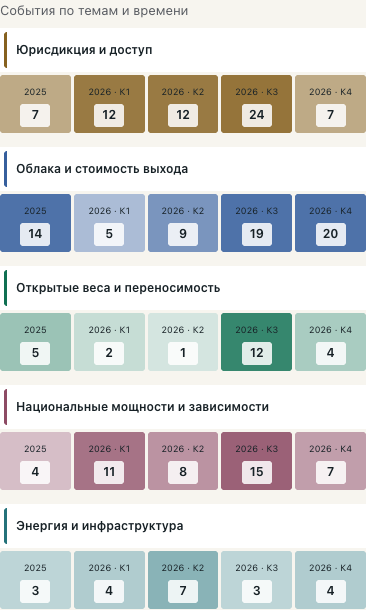 События по темам и времени
Юрисдикция и доступ
2025 2026 · К1 2026 · К2 2026 · К3 2026 · К4
7 12 12 24 7
Облака и стоимость выхода
2025 2026 · К1 2026 · К2 2026 · К3 2026 · К4
14 5 9 19 20
Открытые веса и переносимость
2025 2026 · К1 2026 · К2 2026 · К3 2026 · К4
5 2 1 12 4
Национальные мощности и зависимости
2025 2026 · К1 2026 · К2 2026 · К3 2026 · К4
4 11 8 15 7
Энергия и инфраструктура
2025 2026 · К1 2026 · К2 2026 · К3 2026 · К4
3 4 7 3 4